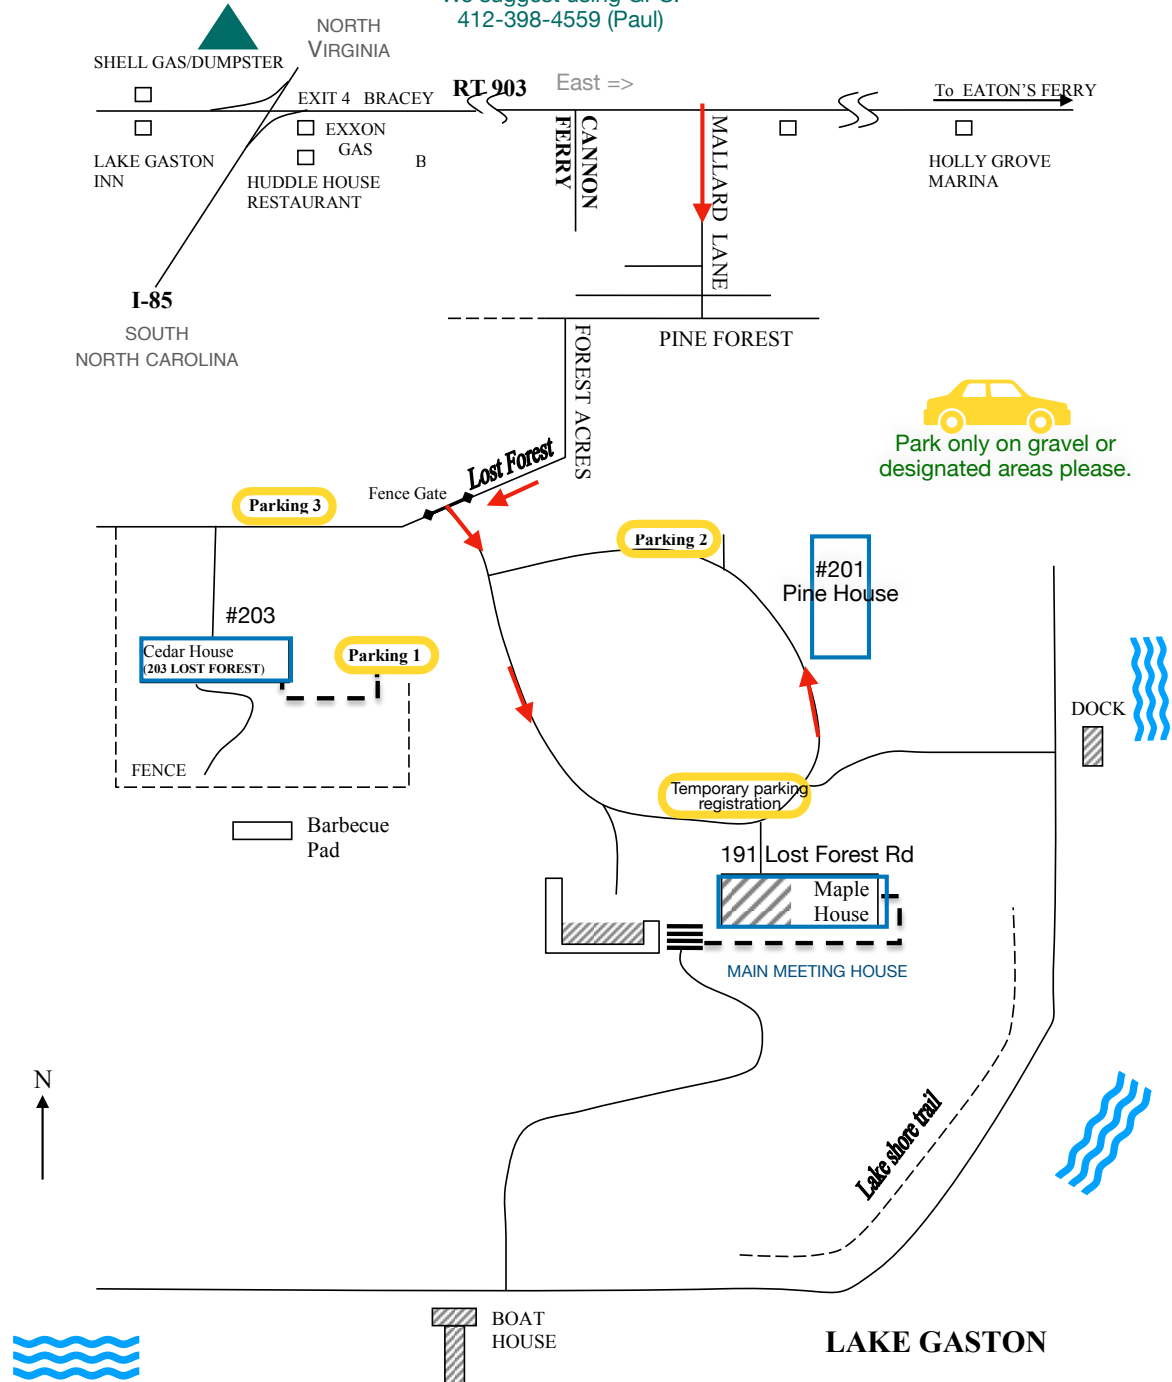 We suggest using GPS.
412-398-4559 (Paul)
NORTH
VIRGINIA
SHELL GAS/DUMPSTER
RT 903
East =>
To EATON'S FERRY
EXIT 4 BRACEY
EXXON
GAS
B
LAKE GASTON
INN
HUDDLE HOUSE
RESTAURANT
CANNON
FERRY
MALLARD LANE
HOLLY GROVE
MARINA
I-85
SOUTH
NORTH CAROLINA
PINE FOREST
FOREST ACRES
Park only on gravel or
designated areas please.
Lost Forest
Fence Gate
Parking 3
Parking 2
#201
Pine House
#203
Cedar House
(203 LOST FOREST)
Parking 1
DOCK
FENCE
Temporary parking
registration
Barbecue
Pad
191 Lost Forest Rd
Maple
House
MAIN MEETING HOUSE
N
Lake shore trail
BOAT
HOUSE
LAKE GASTON